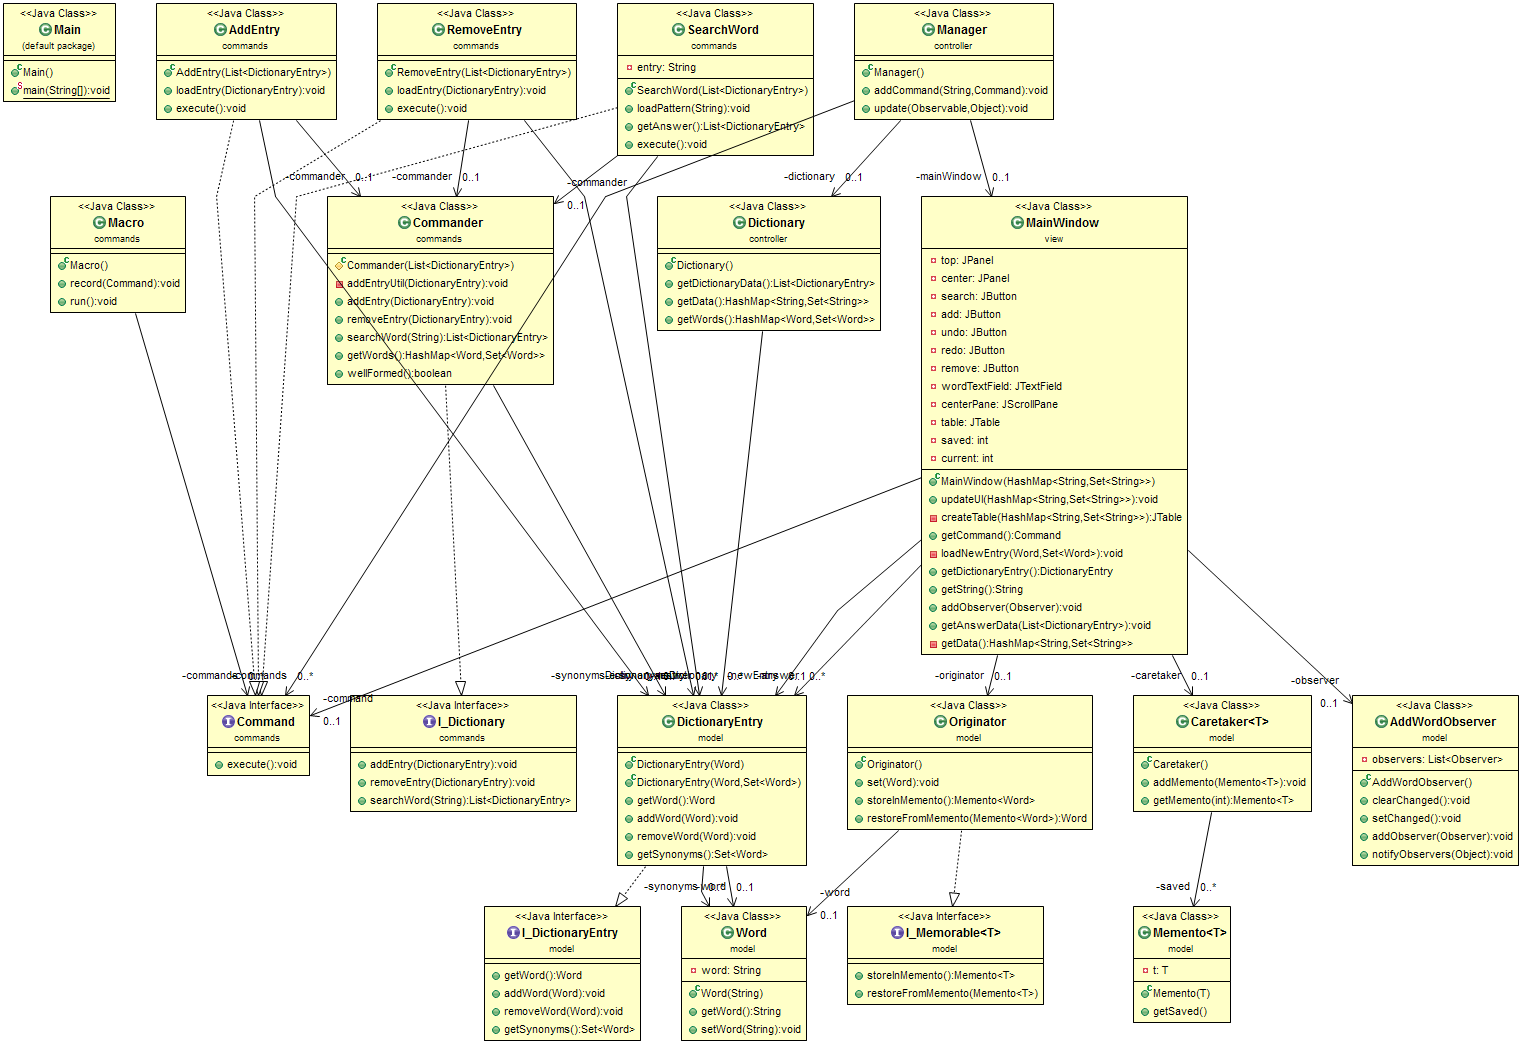 <<Java Class>>
Main
(default package)
Main()
main(String[]):void
<<Java Class>>
AddEntry
commands
AddEntry(List<DictionaryEntry>)
loadEntry(DictionaryEntry):void
execute():void
<<Java Class>>
RemoveEntry
commands
RemoveEntry(List<DictionaryEntry>)
loadEntry(DictionaryEntry):void
execute():void
<<Java Class>>
SearchWord
commands
entry: String
SearchWord(List<DictionaryEntry>)
loadPattern(String):void
getAnswer():List<DictionaryEntry>
execute():void
<<Java Class>>
Manager
controller
Manager()
addCommand(String,Command):void
update(Observable,Object):void
-commander
0..1
-commander
0..1
-commander
0..1
-dictionary
0..1
-mainWindow
0..1
<<Java Class>>
Macro
commands
Macro()
record(Command):void
run():void
<<Java Class>>
Commander
commands
Commander(List<DictionaryEntry>)
addEntryUtil(DictionaryEntry):void
addEntry(DictionaryEntry):void
removeEntry(DictionaryEntry):void
searchWord(String):List<DictionaryEntry>
getWords():HashMap<Word,Set<Word>>
wellFormed():boolean
<<Java Class>>
Dictionary
controller
Dictionary()
getDictionaryData():List<DictionaryEntry>
getData():HashMap<String,Set<String>>
getWords():HashMap<Word,Set<Word>>
<<Java Class>>
MainWindow
view
top: JPanel
center: JPanel
search: JButton
add: JButton
undo: JButton
redo: JButton
remove: JButton
wordTextField: JTextField
centerPane: JScrollPane
table: JTable
saved: int
current: int
MainWindow(HashMap<String,Set<String>>)
updateUI(HashMap<String,Set<String>>):void
createTable(HashMap<String,Set<String>>):JTable
getCommand():Command
loadNewEntry(Word,Set<Word>):void
getDictionaryEntry():DictionaryEntry
getString():String
addObserver(Observer):void
getAnswerData(List<DictionaryEntry>):void
getData():HashMap<String,Set<String>>
-commands
-commands
0..*
-command
0..1
0..1
0..*
-originator
0..1
-caretaker
0..1
-observer
0..1
<<Java Interface>>
Command
commands
execute():void
<<Java Interface>>
I_Dictionary
commands
addEntry(DictionaryEntry):void
removeEntry(DictionaryEntry):void
searchWord(String):List<DictionaryEntry>
<<Java Class>>
DictionaryEntry
model
DictionaryEntry(Word)
DictionaryEntry(Word,Set<Word>)
getWord():Word
addWord(Word):void
removeWord(Word):void
getSynonyms():Set<Word>
<<Java Class>>
Originator
model
Originator()
set(Word):void
storeInMemento():Memento<Word>
restoreFromMemento(Memento<Word>):Word
<<Java Class>>
Caretaker<T>
model
Caretaker()
addMemento(Memento<T>):void
getMemento(int):Memento<T>
<<Java Class>>
AddWordObserver
model
observers: List<Observer>
AddWordObserver()
clearChanged():void
setChanged():void
addObserver(Observer):void
notifyObservers(Object):void
-synonyms
-word
0..1
-word
0..1
-saved
0..*
<<Java Interface>>
I_DictionaryEntry
model
getWord():Word
addWord(Word):void
removeWord(Word):void
getSynonyms():Set<Word>
<<Java Class>>
Word
model
word: String
Word(String)
getWord():String
setWord(String):void
<<Java Interface>>
I_Memorable<T>
model
storeInMemento():Memento<T>
restoreFromMemento(Memento<T>)
<<Java Class>>
Memento<T>
model
t: T
Memento(T)
getSaved()